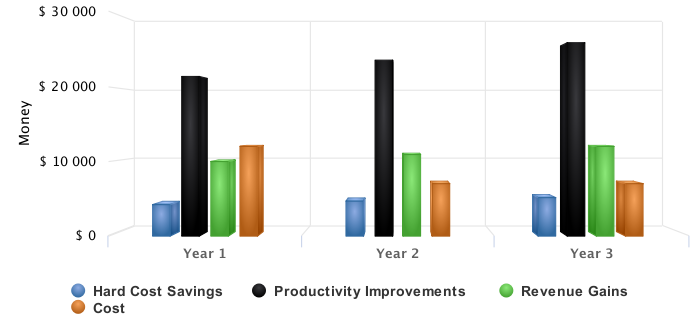 $ 30 000
$ 20 000
$ 10 000
$ 0
Money
Year 1 Year 2 Year 3
Hard Cost Savings Productivity Improvements Revenue Gains
Cost